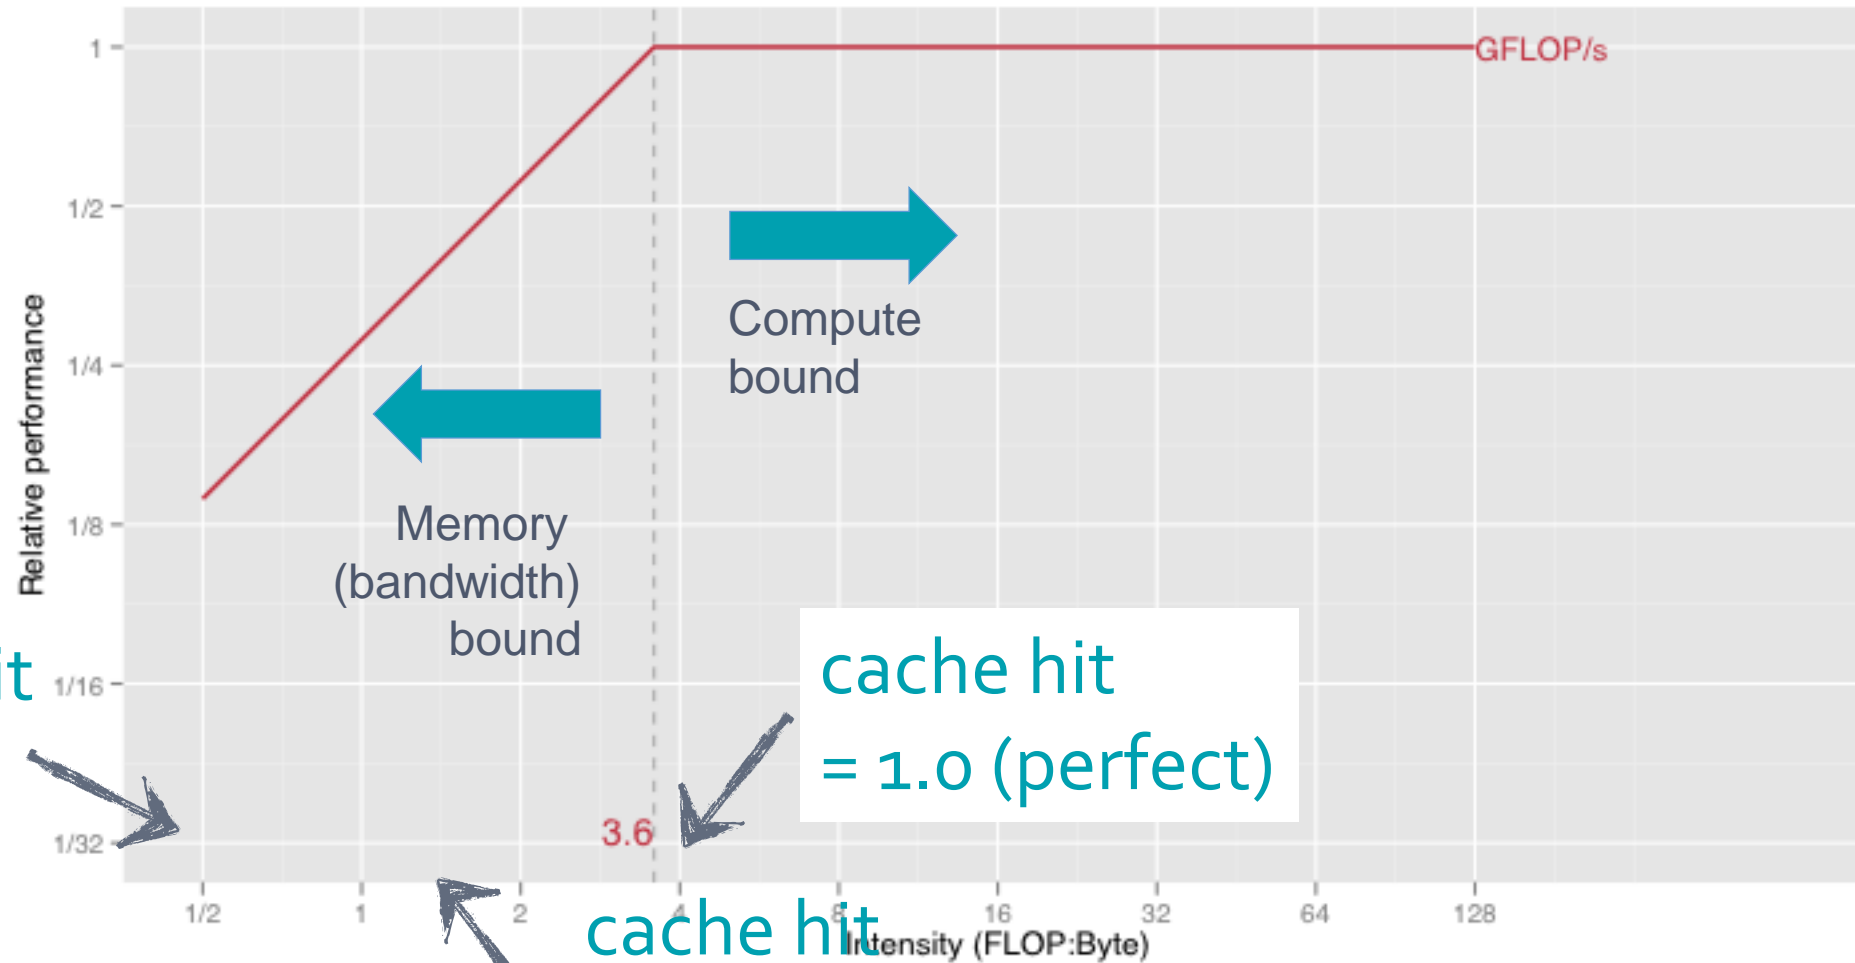 1
GFLOP/s
1/2
Compute
bound
1/4
Relative performance
Memory
(bandwidth)
bound
1/8
1/16
cache hit
= 1.0 (perfect)
3.6
1/32
1/2
1
2
4
8
16
32
64
128
cache hit
Intensity (FLOP:Byte)